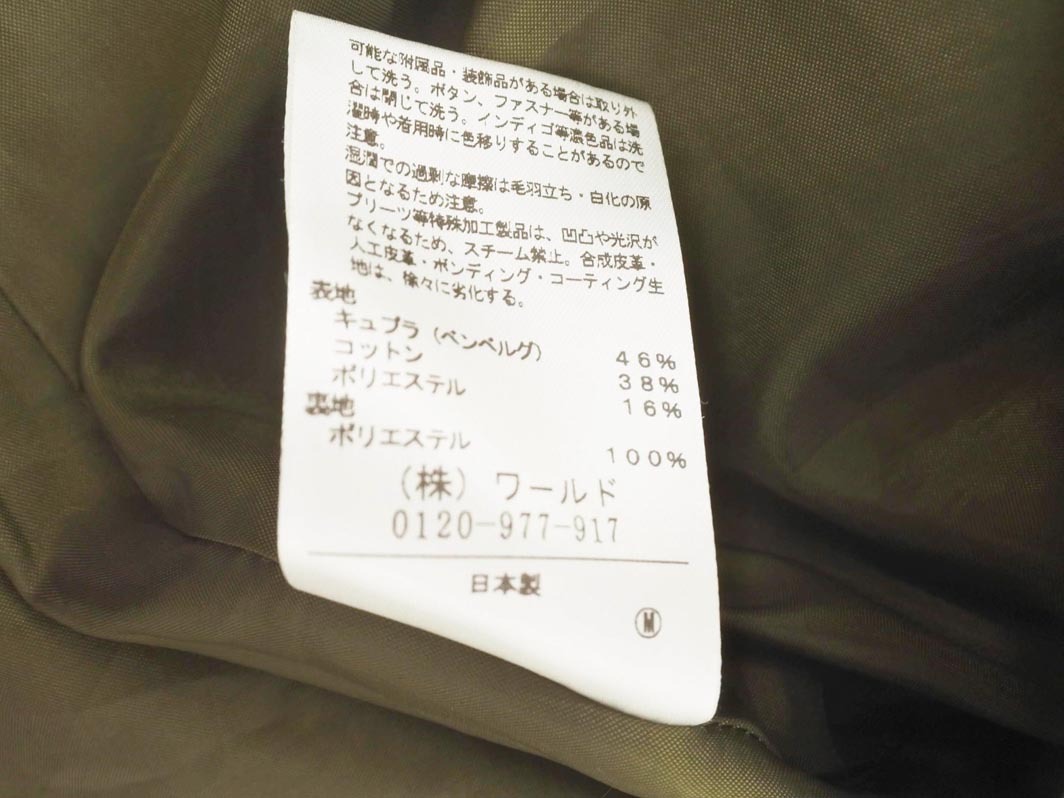 可能な附属品・装飾品がある場合は取り外
して洗う。ボタン、ファスナー等がある場
合は閉じて洗う。インディゴ等濃色品は洗
濯時や着用時に色移りすることがあるので
注意。
湿潤での過剰な摩擦は毛羽立ち・白化の原
因となるため注意。
プリーツ等特殊加工製品は、凹凸や光沢が
なくなるため、スチーム禁止。合成皮革・
人工皮革・ボンディング・コーティング生
地は、徐々に劣化する。
表地
キュプラ（ベンベルグ） 46%
コットン 38%
ポリエステル 16%
裏地
ポリエステル 100%
（株）ワールド
0120-977-917
日本製
M